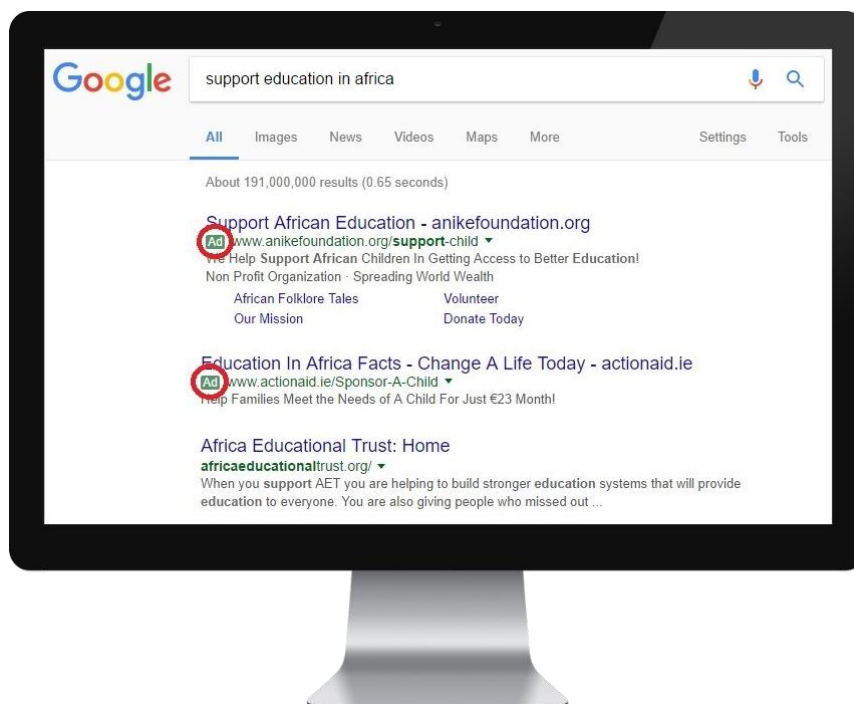 Google
support education in africa
All Images News Videos Maps More Settings Tools
About 191,000,000 results (0.65 seconds)
Support African Education - anikefoundation.org
Ad www.anikefoundation.org/support-child
We Help Support African Children In Getting Access to Better Education!
Non Profit Organization · Spreading World Wealth
African Folklore Tales Volunteer
Our Mission Donate Today
Education In Africa Facts - Change A Life Today - actionaid.ie
Ad www.actionaid.ie/Sponsor-A-Child
Help Families Meet the Needs of A Child For Just €23 Month!
Africa Educational Trust: Home
africaeducationaltrust.org/
When you support AET you are helping to build stronger education systems that will provide
education to everyone. You are also giving people who missed out ...